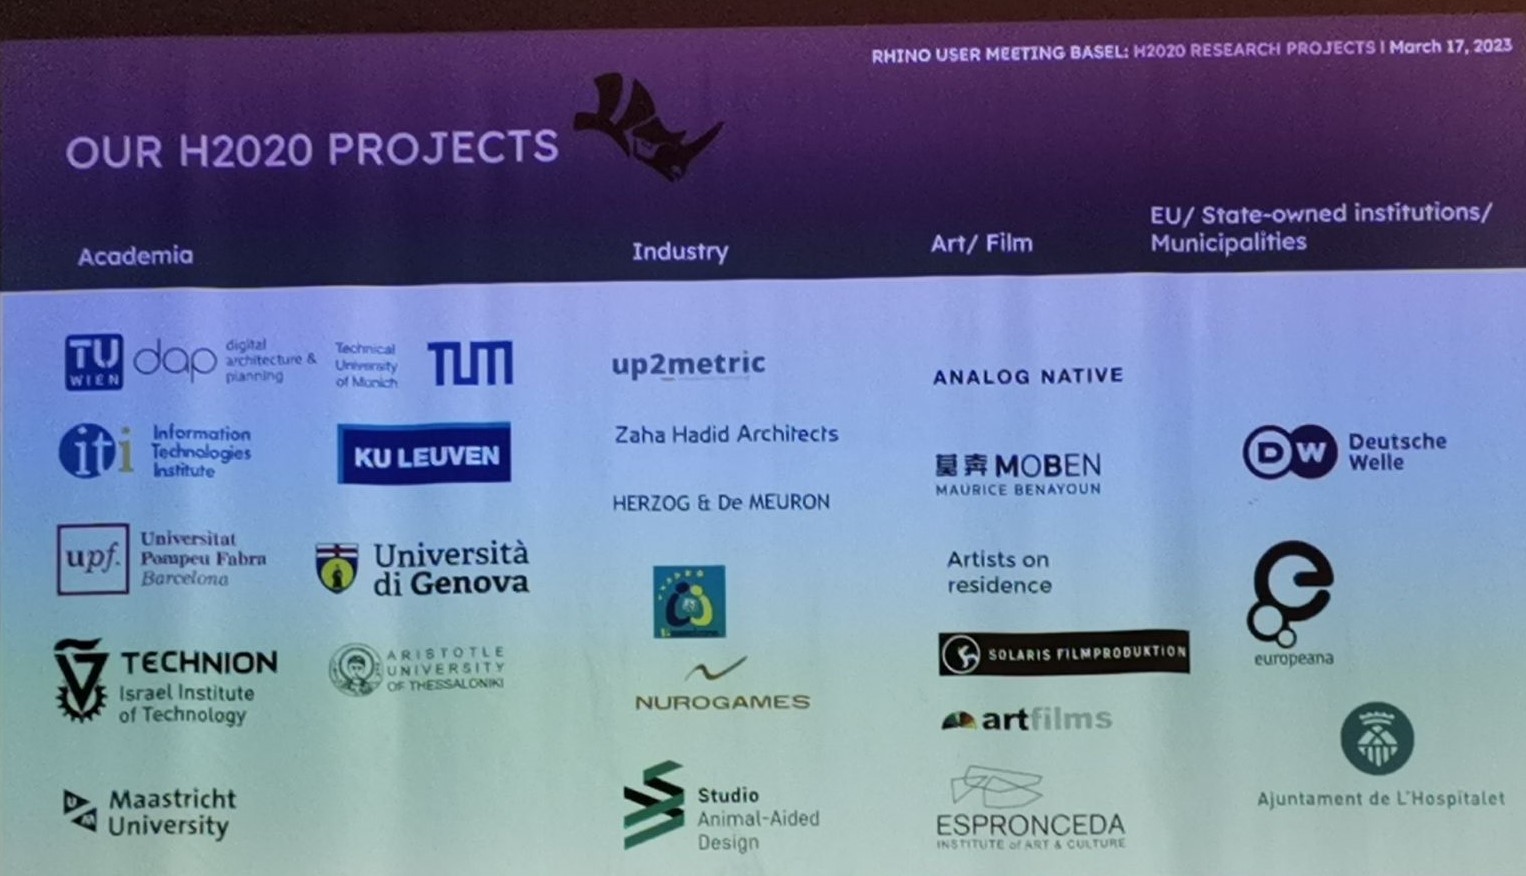 RHINO USER MEETING BASEL: H2020 RESEARCH PROJECTS | March 17, 2023
OUR H2020 PROJECTS
Academia
Industry
Art/ Film
EU/ State-owned institutions/
Municipalities
TU
WIEN
dap
digital
architecture &
planning
Technical
University
of Munich
TUM
iti
Information
Technologies
Institute
KU LEUVEN
upf.
Universitat
Pompeu Fabra
Barcelona
Università
di Genova
TECHNION
Israel Institute
of Technology
ARISTOTLE
UNIVERSITY
OF THESSALONIKI
UM
Maastricht
University
up2metric
Zaha Hadid Architects
HERZOG & De MEURON
NUROGAMES
Studio
Animal-Aided
Design
ANALOG NATIVE
MOBEN
MAURICE BENAYOUN
Artists on
residence
SOLARIS FILMPRODUKTION
artfilms
ESPRONCEDA
INSTITUTE of ART & CULTURE
DW
Deutsche
Welle
e
europeana
Ajuntament de L'Hospitalet